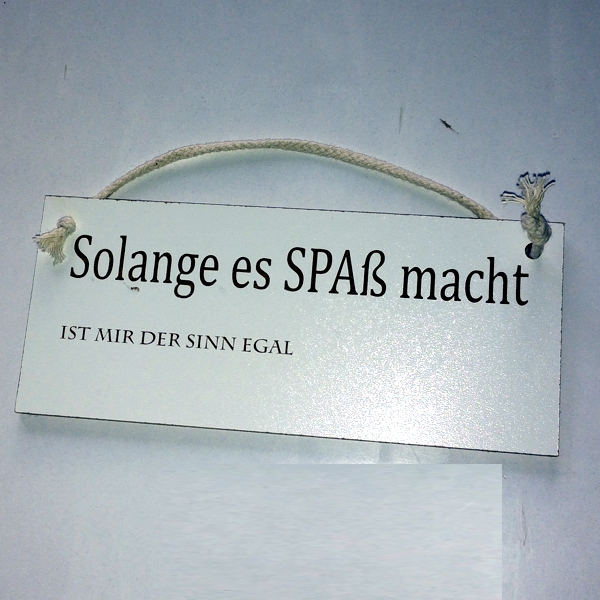 Solange es SPAß macht
IST MIR DER SINN EGAL